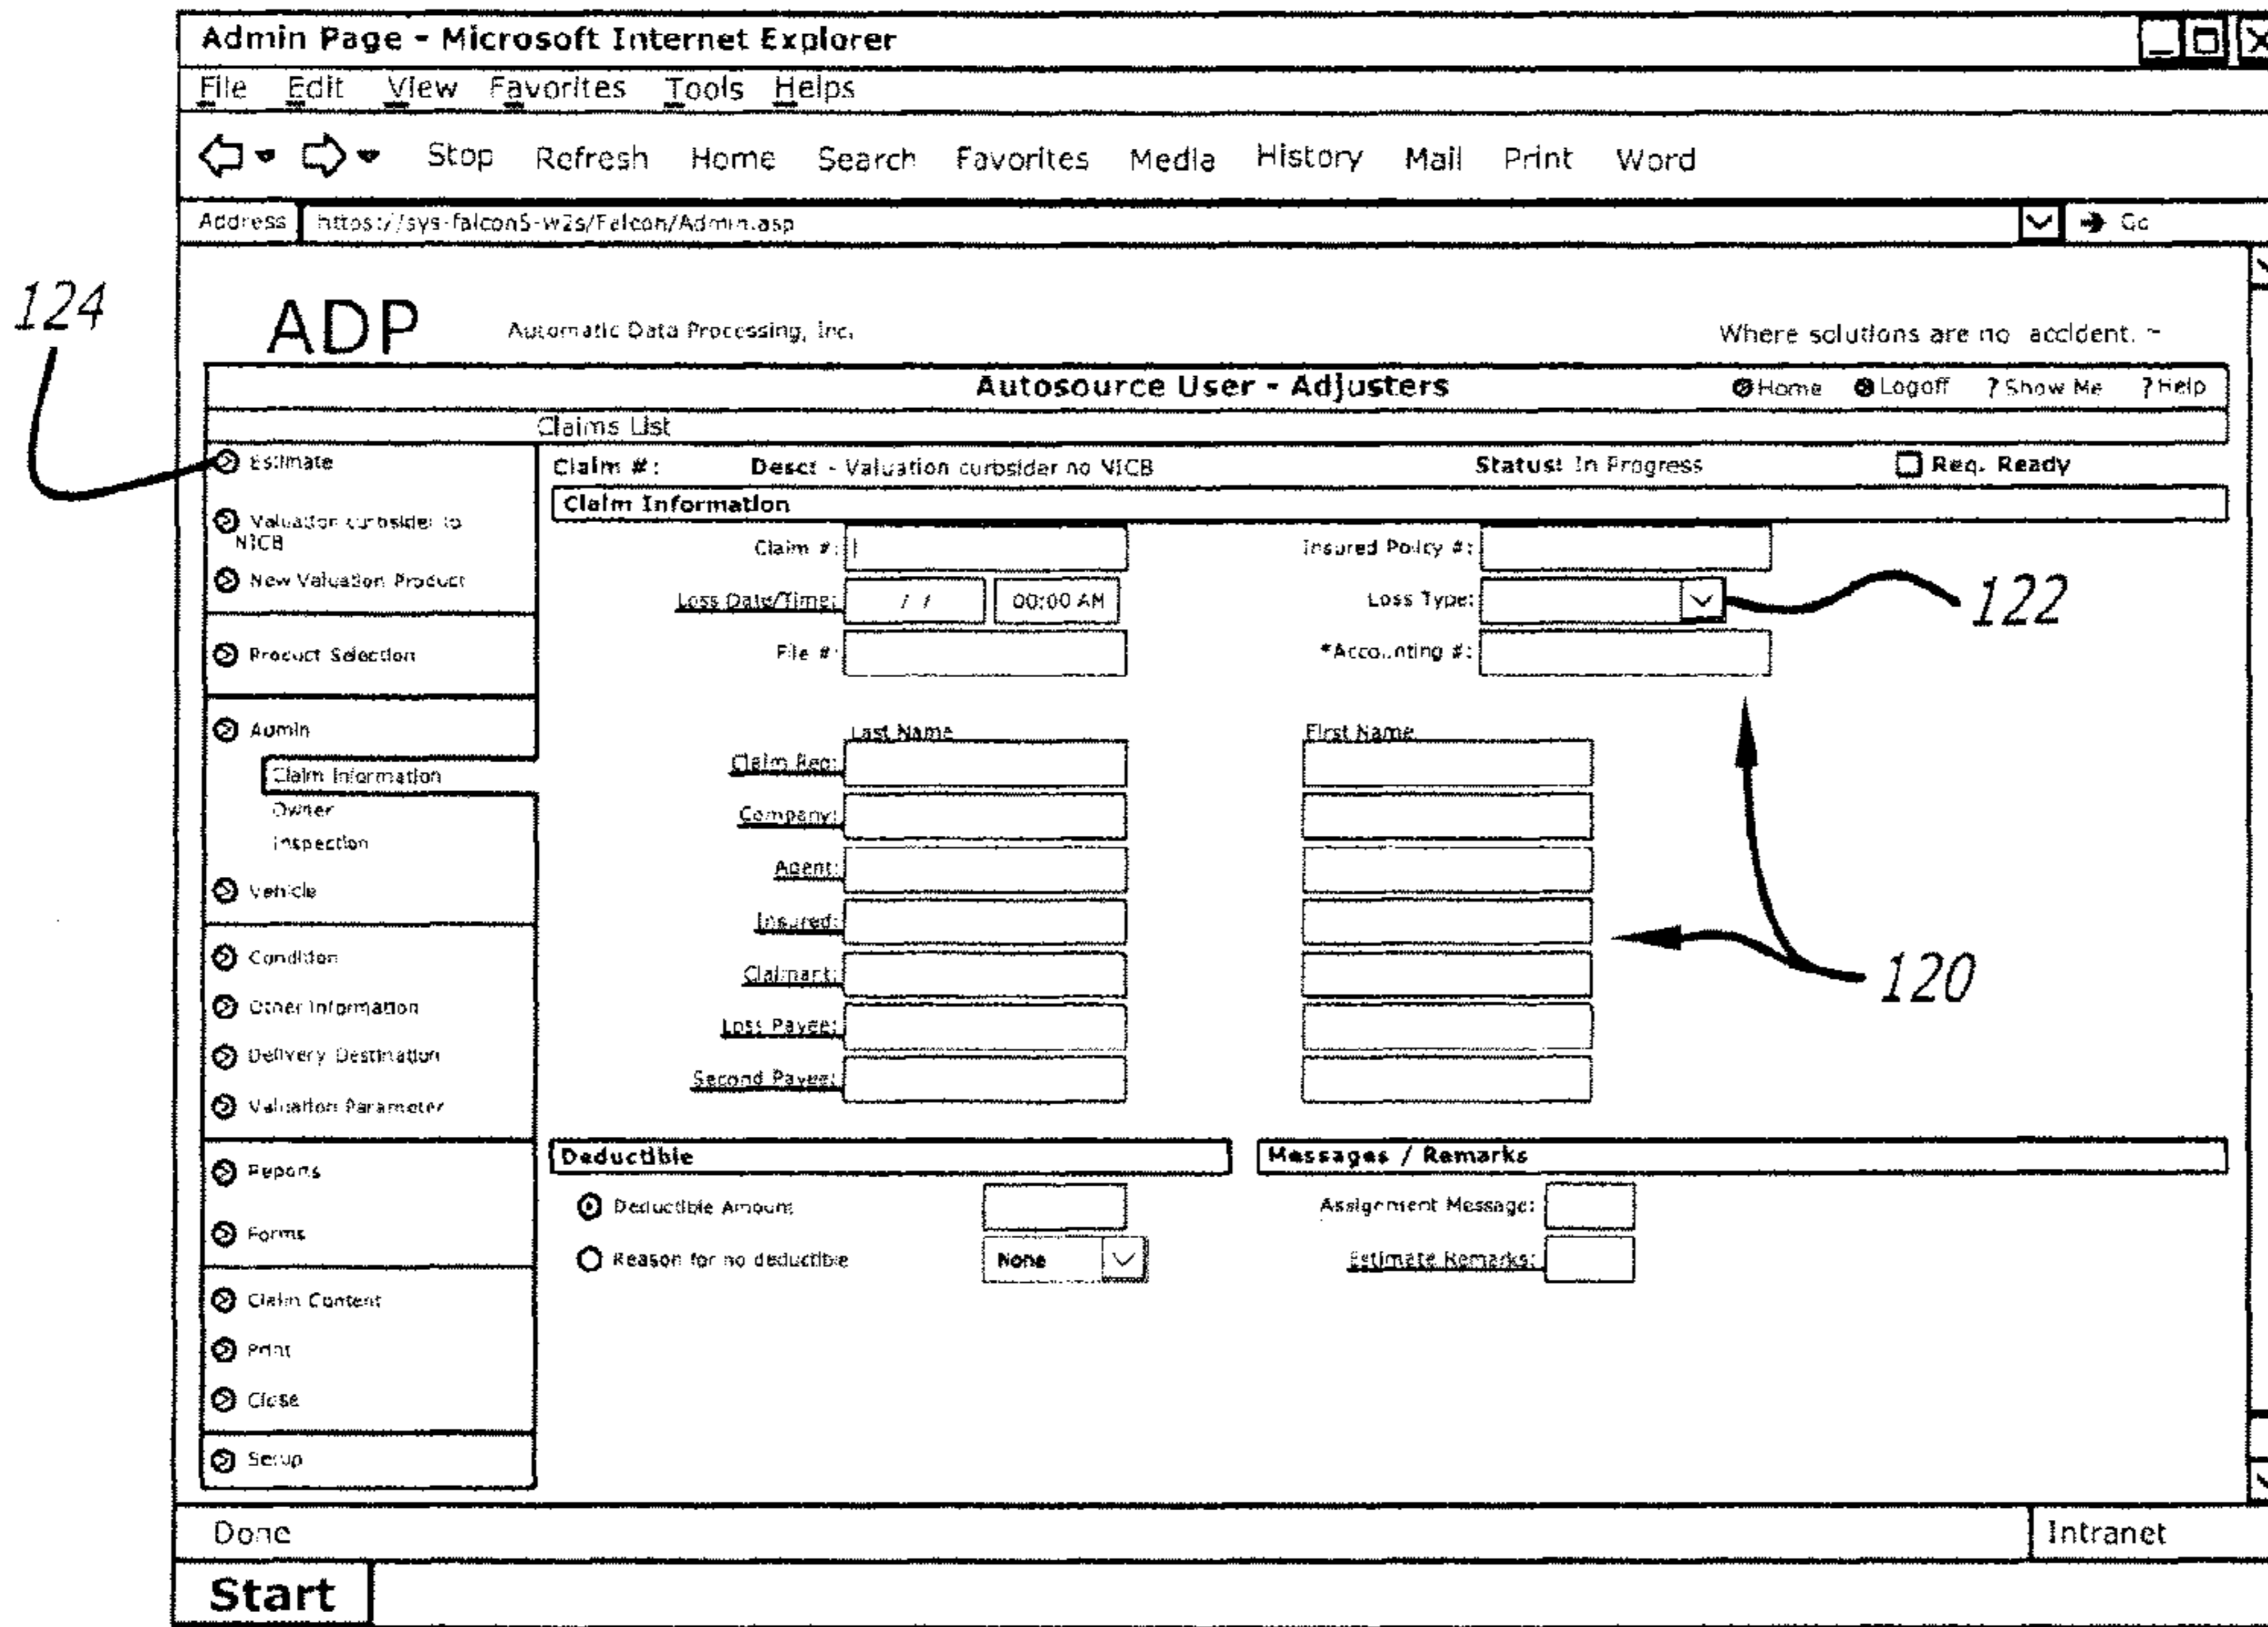 Admin Page - Microsoft Internet Explorer
File Edit View Favorites Tools Helps
Stop Refresh Home Search Favorites Media History Mail Print Word
Address https://sys-falcon5-w2s/Falcon/Admin.asp Go
124
ADP Automatic Data Processing, Inc. Where solutions are no accident. ~
Autosource User - Adjusters Home Logoff ? Show Me ? Help
Claims List
Estimate
Claim #: Desct - Valuation curbsider no NICB Status: In Progress Req. Ready
Claim Information
Valuation curbsider to
NICB
Claim #: Insured Policy #:
New Valuation Product
Loss Date/Time: / / 00:00 AM Loss Type: 122
Product Selection
File #: *Accounting #:
Admin
Last Name First Name
Claim Information
Claim Rep:
Owner
Company:
Inspection
Agent:
Vehicle
Insured:
Condition
Claimant: 120
Other Information
Loss Payee:
Delivery Destination
Second Payee:
Valuation Parameter
Reports
Deductible Messages / Remarks
Deductible Amount Assignment Message:
Forms
Reason for no deductible None Estimate Remarks:
Claim Content
Print
Close
Setup
Done Intranet
Start